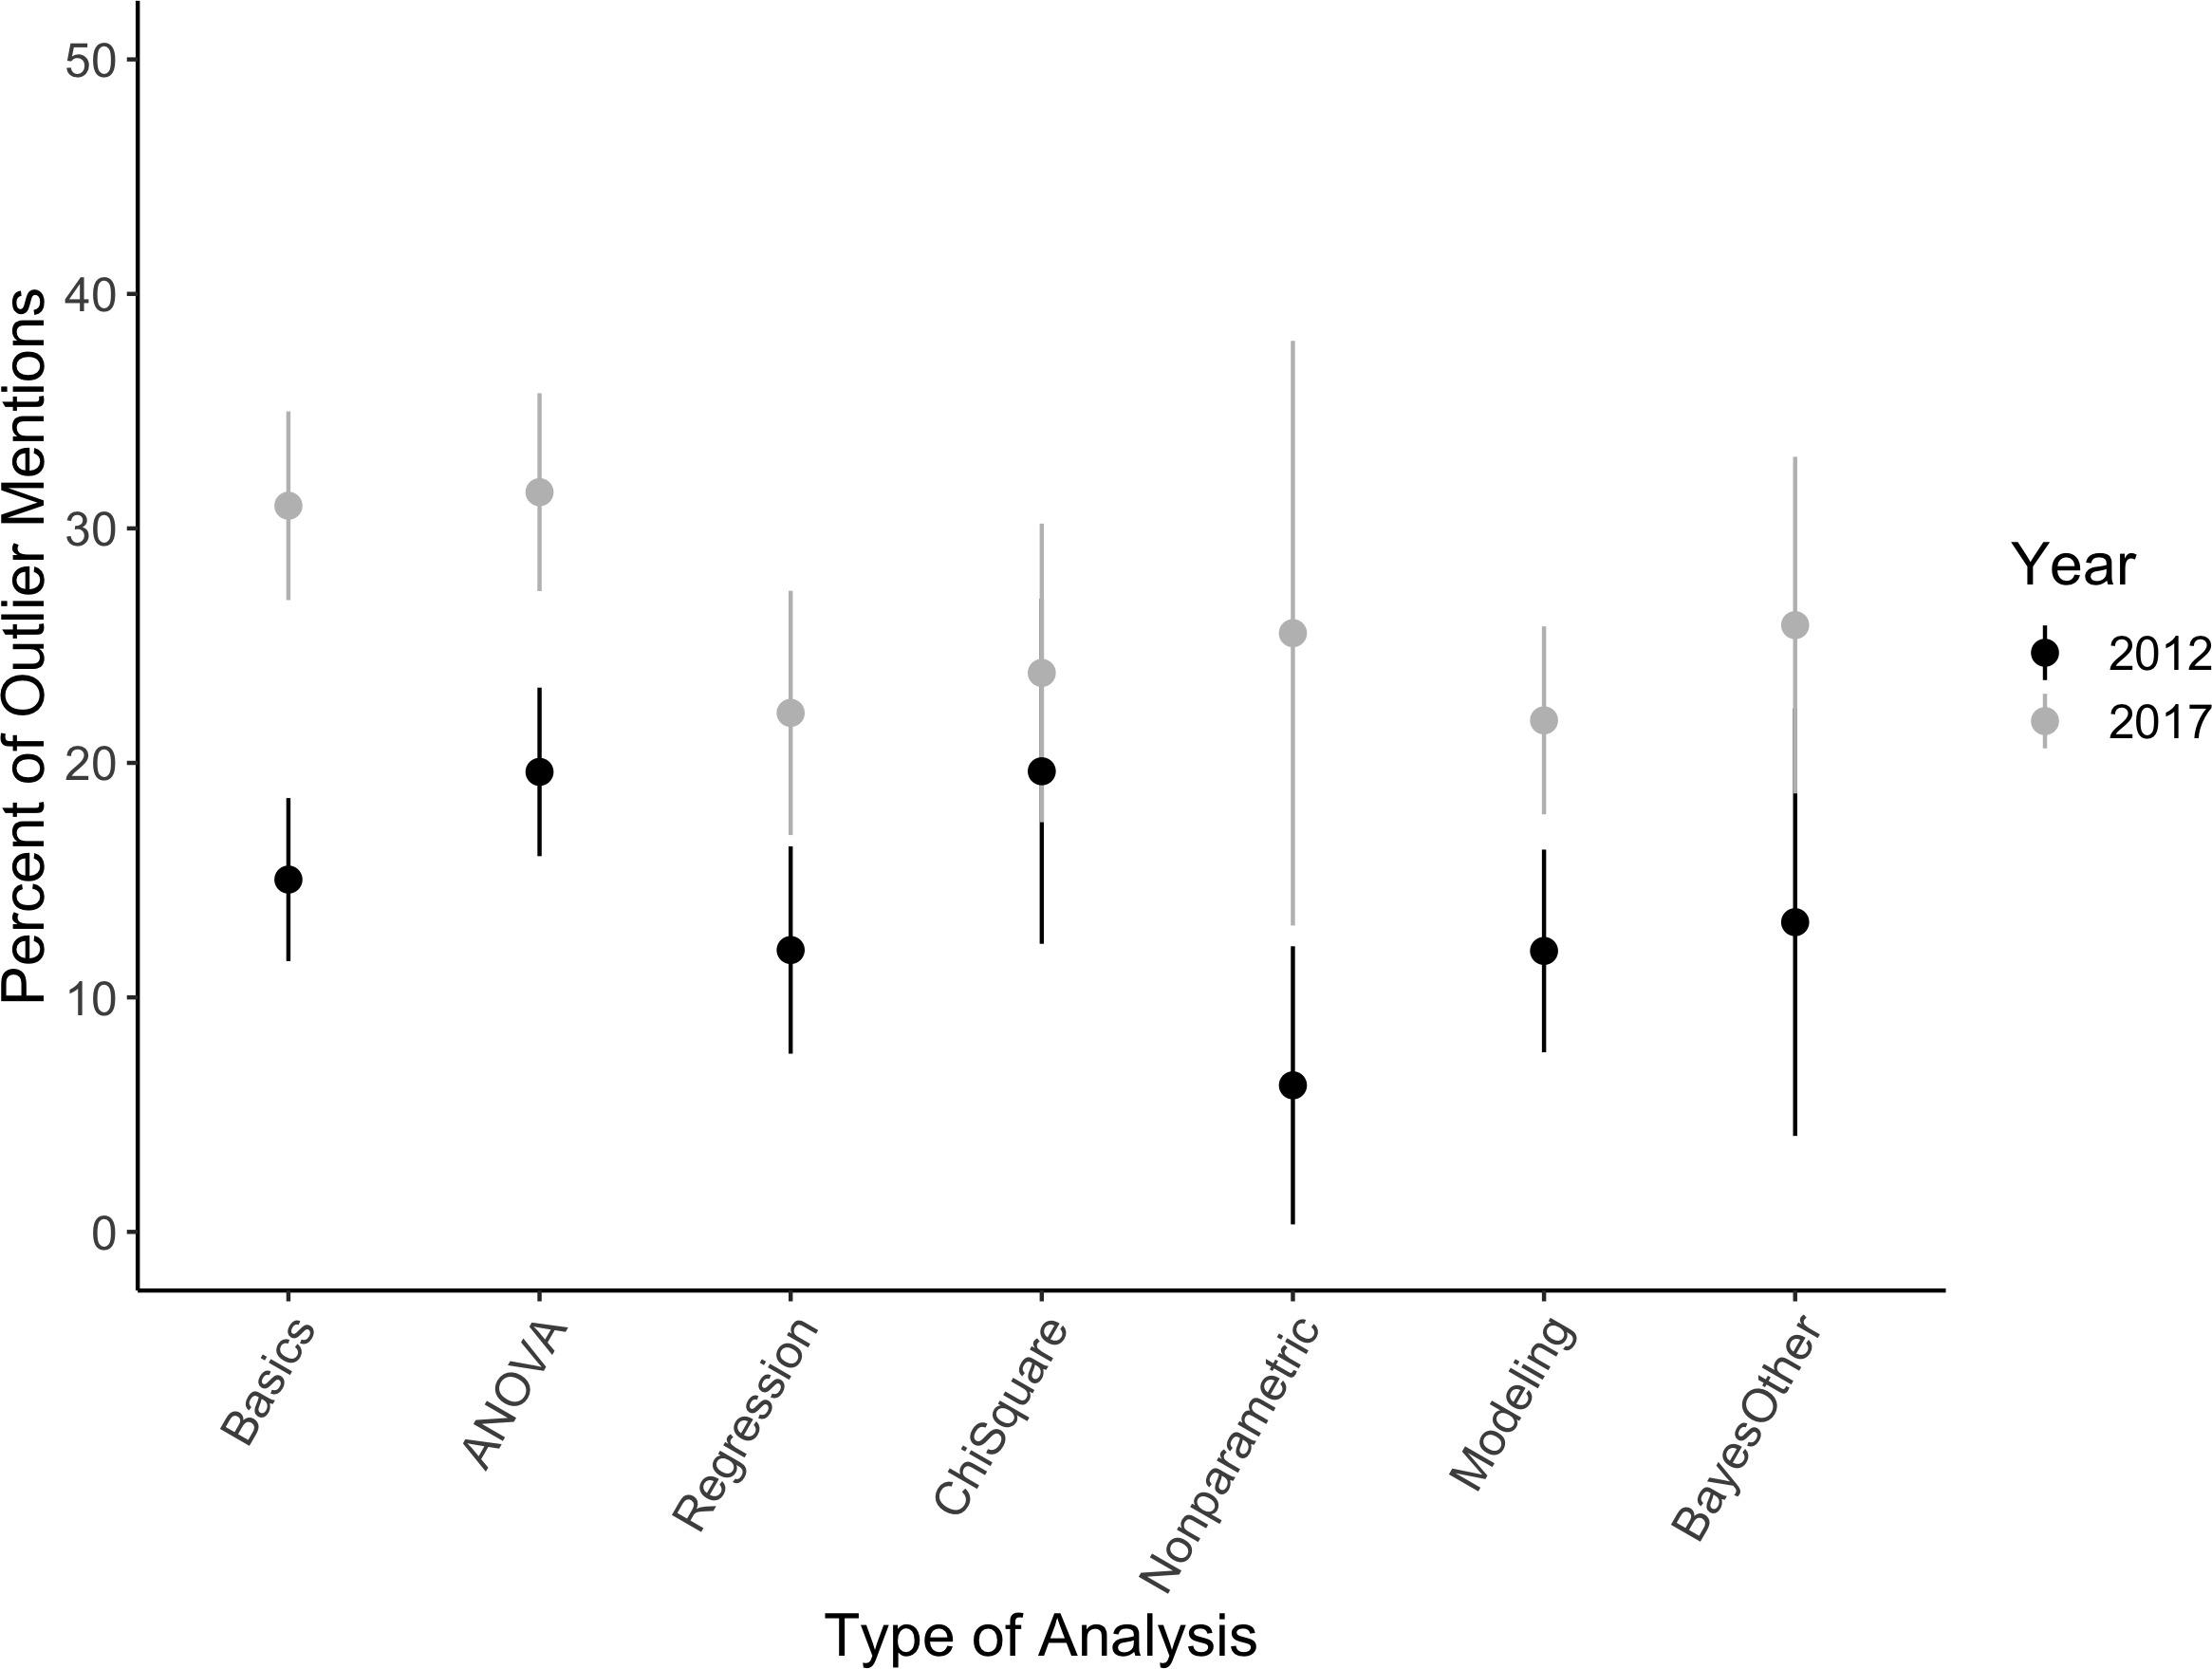 Percent of Outlier Mentions
50
40
30
20
10
0
Basics
ANOVA
Regression
ChiSquare
Nonparametric
Modeling
BayesOther
Type of Analysis
Year
2012
2017